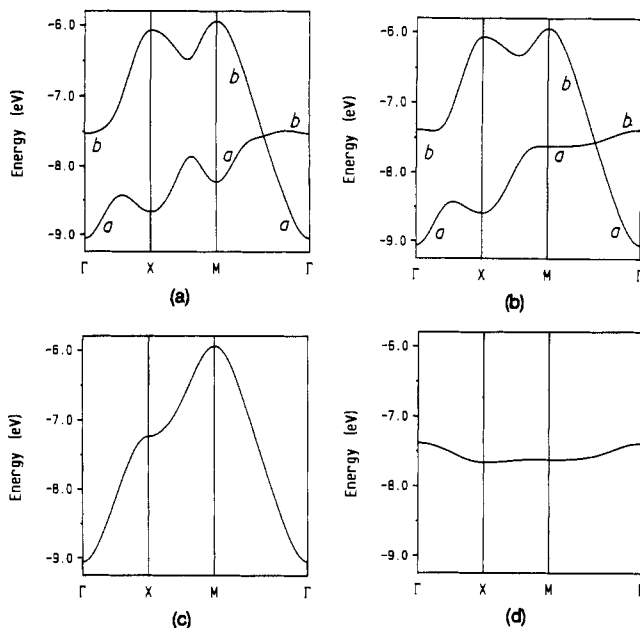 Energy (eV)
-6.0
-7.0
-8.0
-9.0
b
b
b
a
a
a
Γ
X
M
Γ
(a)
Energy (eV)
-6.0
-7.0
-8.0
-9.0
b
b
b
a
a
a
Γ
X
M
Γ
(b)
Energy (eV)
-6.0
-7.0
-8.0
-9.0
Γ
X
M
Γ
(c)
Energy (eV)
-6.0
-7.0
-8.0
-9.0
Γ
X
M
Γ
(d)